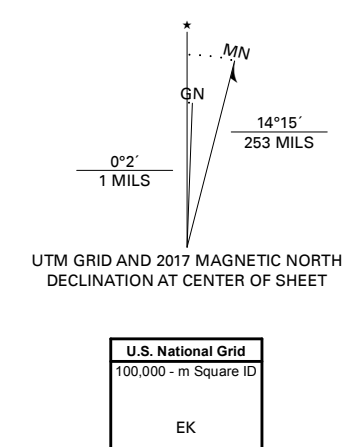 ★
MN
GN
14°15´
253 MILS
0°2´
1 MILS
UTM GRID AND 2017 MAGNETIC NORTH
DECLINATION AT CENTER OF SHEET
U.S. National Grid
100,000 - m Square ID
EK